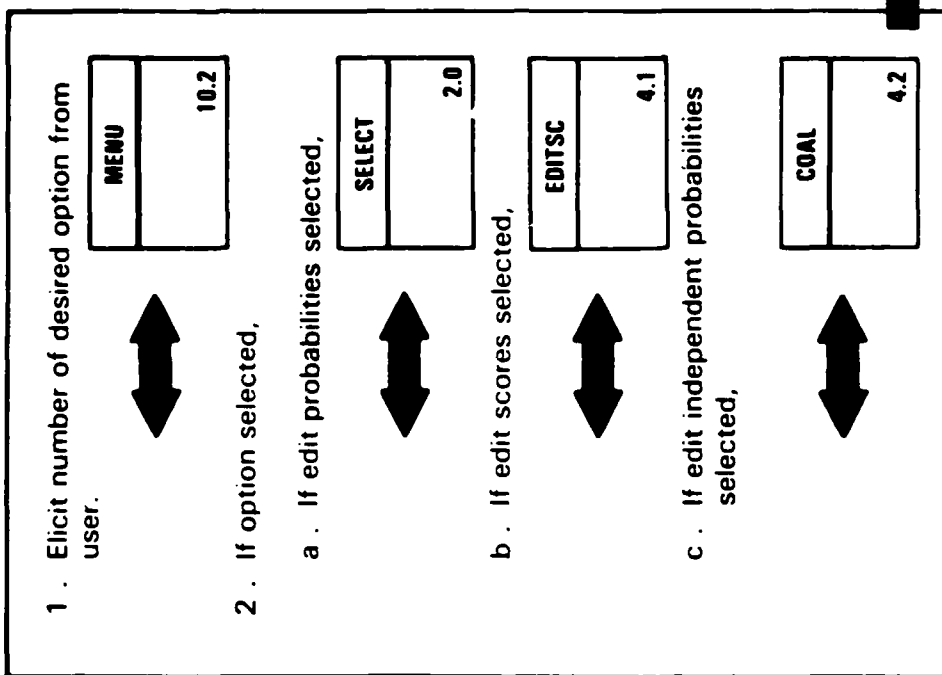 1. Elicit number of desired option from
user.
MENU
10.2
2. If option selected,
a. If edit probabilities selected,
SELECT
2.0
b. If edit scores selected,
EDITSC
4.1
c. If edit independent probabilities
selected,
COAL
4.2